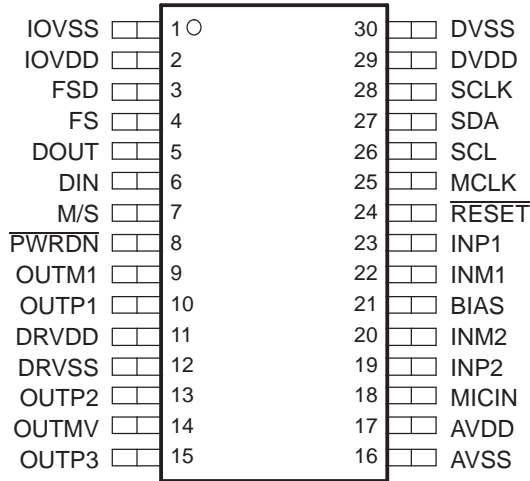 IOVSS 1 30 DVSS
IOVDD 2 29 DVDD
FSD 3 28 SCLK
FS 4 27 SDA
DOUT 5 26 SCL
DIN 6 25 MCLK
M/S 7 24 RESET
PWRDN 8 23 INP1
OUTM1 9 22 INM1
OUTP1 10 21 BIAS
DRVDD 11 20 INM2
DRVSS 12 19 INP2
OUTP2 13 18 MICIN
OUTMV 14 17 AVDD
OUTP3 15 16 AVSS